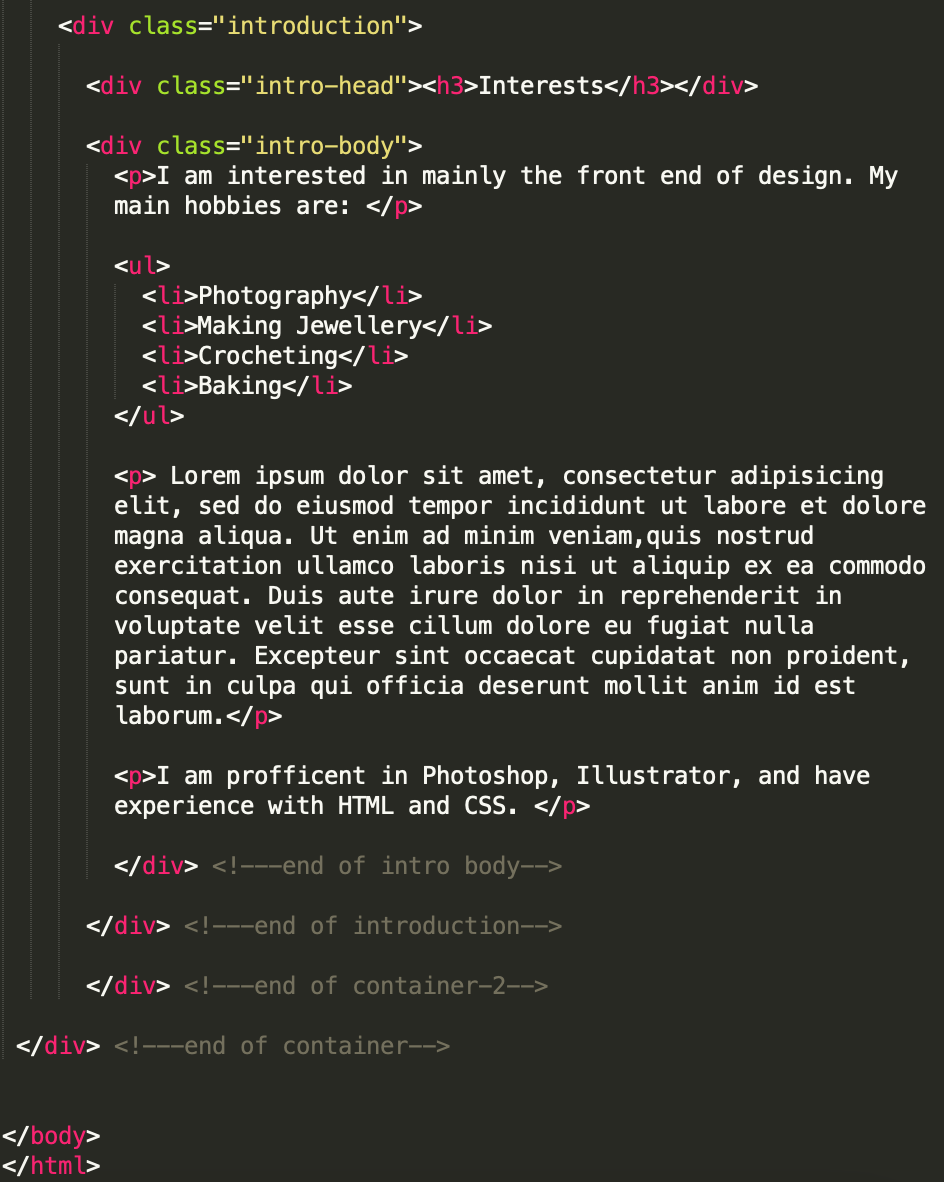 <div class="introduction">
<div class="intro-head"><h3>Interests</h3></div>
<div class="intro-body">
<p>I am interested in mainly the front end of design. My
main hobbies are: </p>
<ul>
<li>Photography</li>
<li>Making Jewellery</li>
<li>Crocheting</li>
<li>Baking</li>
</ul>
<p> Lorem ipsum dolor sit amet, consectetur adipisicing
elit, sed do eiusmod tempor incididunt ut labore et dolore
magna aliqua. Ut enim ad minim veniam,quis nostrud
exercitation ullamco laboris nisi ut aliquip ex ea commodo
consequat. Duis aute irure dolor in reprehenderit in
voluptate velit esse cillum dolore eu fugiat nulla
pariatur. Excepteur sint occaecat cupidatat non proident,
sunt in culpa qui officia deserunt mollit anim id est
laborum.</p>
<p>I am profficent in Photoshop, Illustrator, and have
experience with HTML and CSS. </p>
</div> <!---end of intro body-->
</div> <!---end of introduction-->
</div> <!---end of container-2-->
</div> <!---end of container-->
</body>
</html>